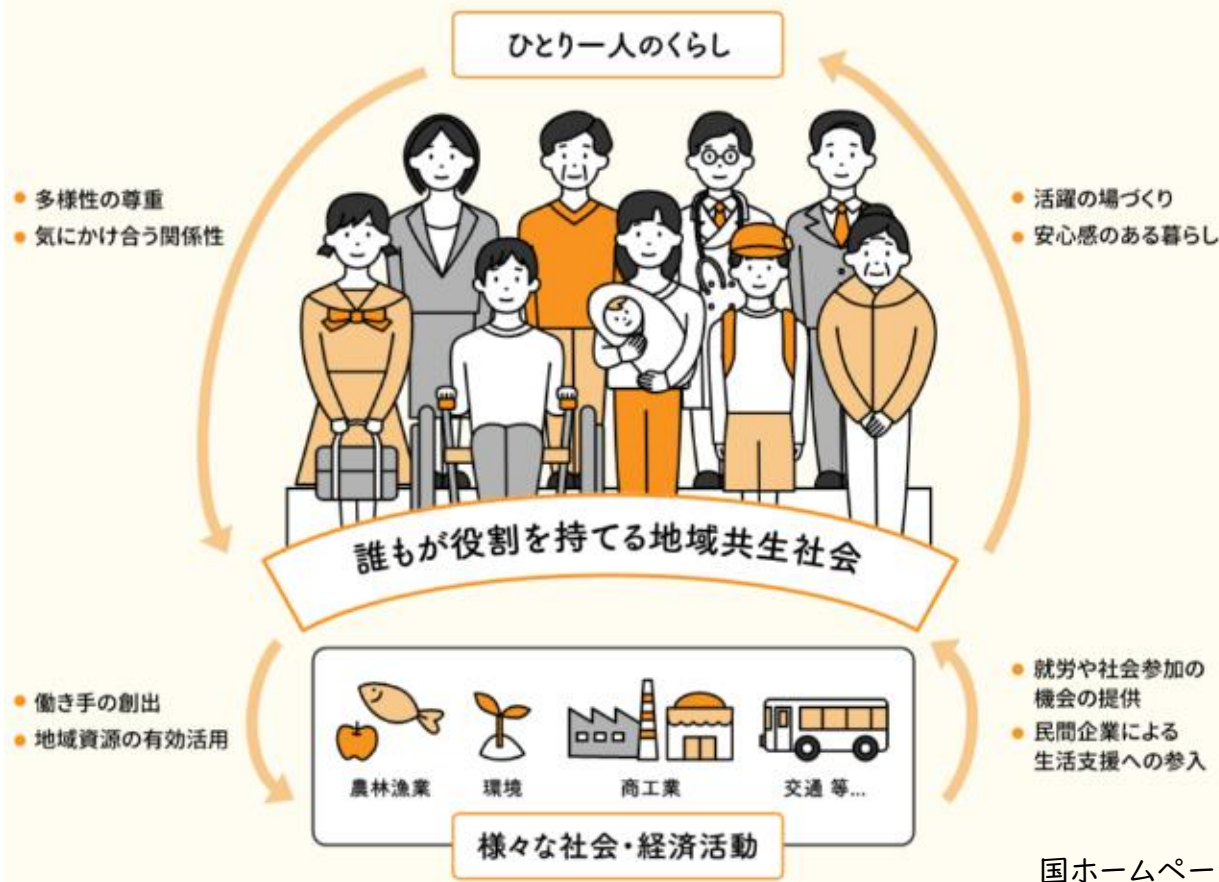 ひとり一人のくらし
● 多様性の尊重
● 気にかけ合う関係性
● 活躍の場づくり
● 安心感のある暮らし
誰もが役割を持てる地域共生社会
● 働き手の創出
● 地域資源の有効活用
● 就労や社会参加の
機会の提供
● 民間企業による
生活支援への参入
農林漁業 環境 商工業 交通 等...
様々な社会・経済活動
国ホームペー